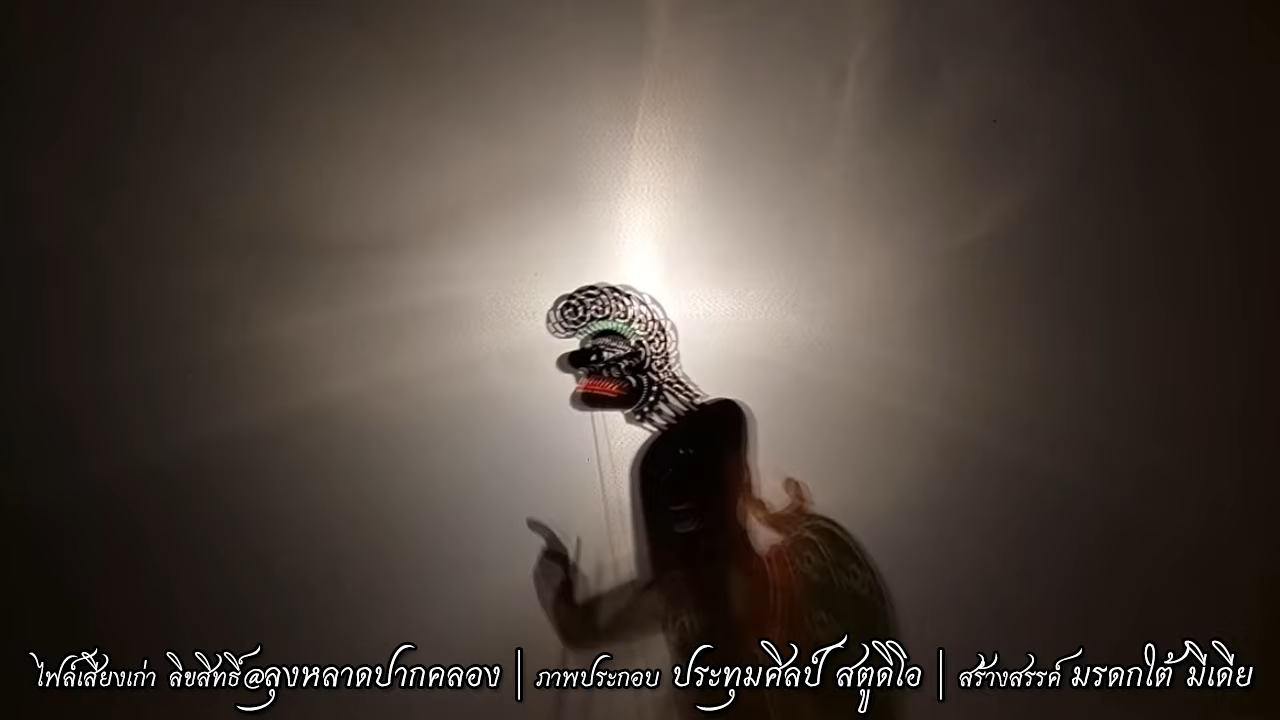 ไฟล์เสียงเก่า ลิขสิทธิ์@ลุงหลาดปากคลอง | ภาพประกอบ ประทุมศิลป์ สตูดิโอ | สร้างสรรค์ มรดกใต้ มีเดีย